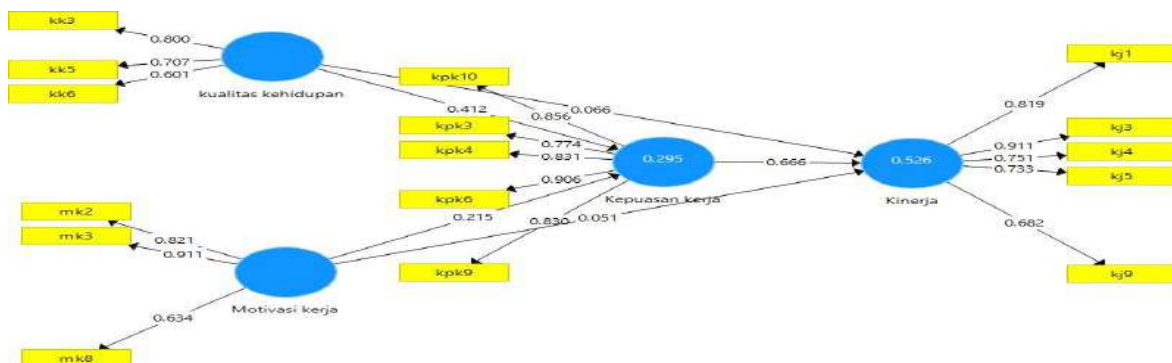 kk3
0.800
kk5
0.707
kk6
0.601
kualitas kehidupan
kpk10
0.412
0.856
0.066
kpk3
0.774
kpk4
0.831
kpk6
0.906
0.295
Kepuasan kerja
0.666
0.526
Kinerja
kj1
0.819
kj3
0.911
kj4
0.751
kj5
0.733
0.682
kj9
mk2
0.821
mk3
0.911
0.215
0.830
0.051
kpk9
Motivasi kerja
0.634
mk8